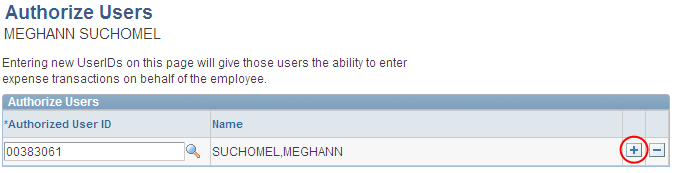 Authorize Users
MEGHANN SUCHOMEL
Entering new UserIDs on this page will give those users the ability to enter
expense transactions on behalf of the employee.
Authorize Users
*Authorized User ID Name
00383061 SUCHOMEL,MEGHANN